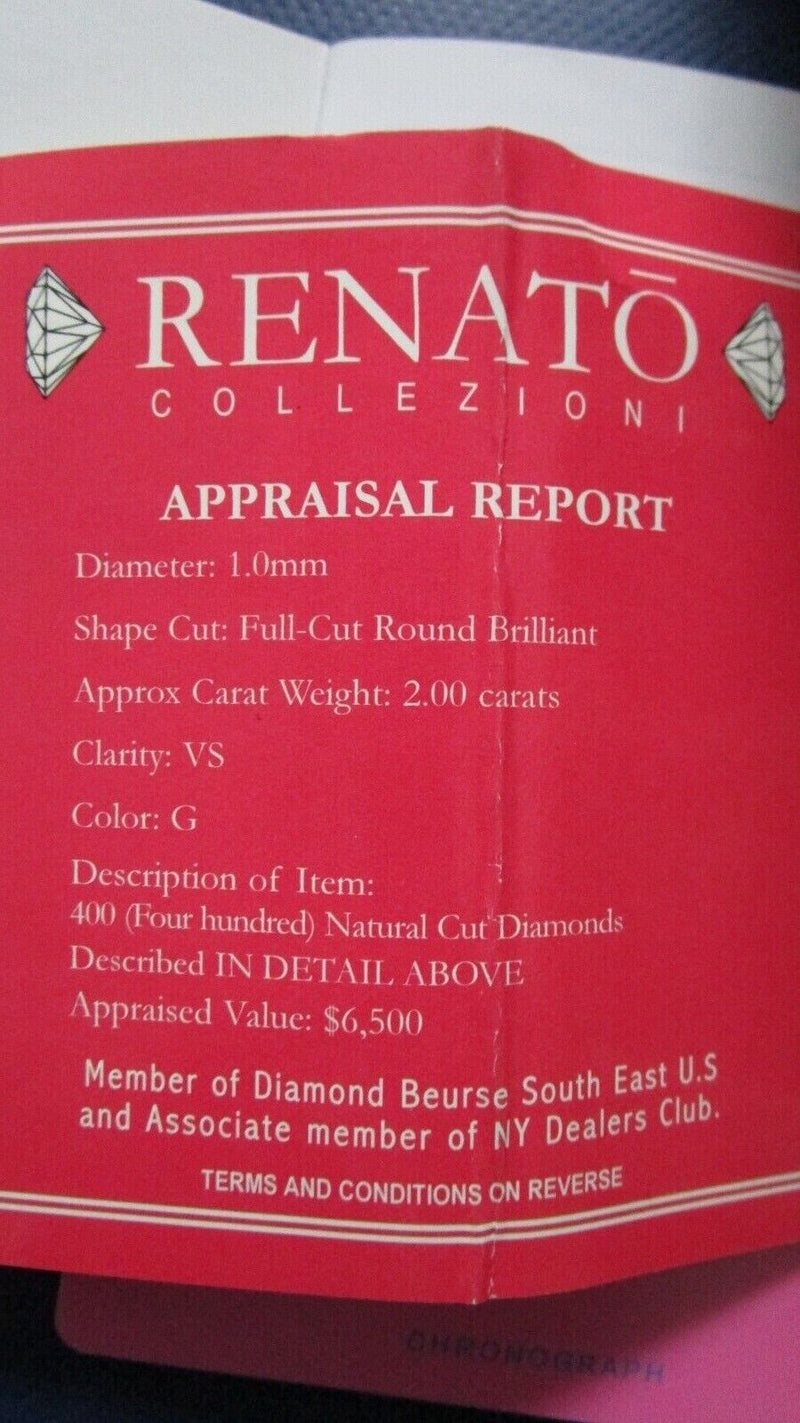 RENATŌ
COLLEZIONI
APPRAISAL REPORT
Diameter: 1.0mm
Shape Cut: Full-Cut Round Brilliant
Approx Carat Weight: 2.00 carats
Clarity: VS
Color: G
Description of Item:
400 (Four hundred) Natural Cut Diamonds
Described IN DETAIL ABOVE
Appraised Value: $6,500
Member of Diamond Beurse South East U.S
and Associate member of NY Dealers Club.
TERMS AND CONDITIONS ON REVERSE
CHRONOGRAPH